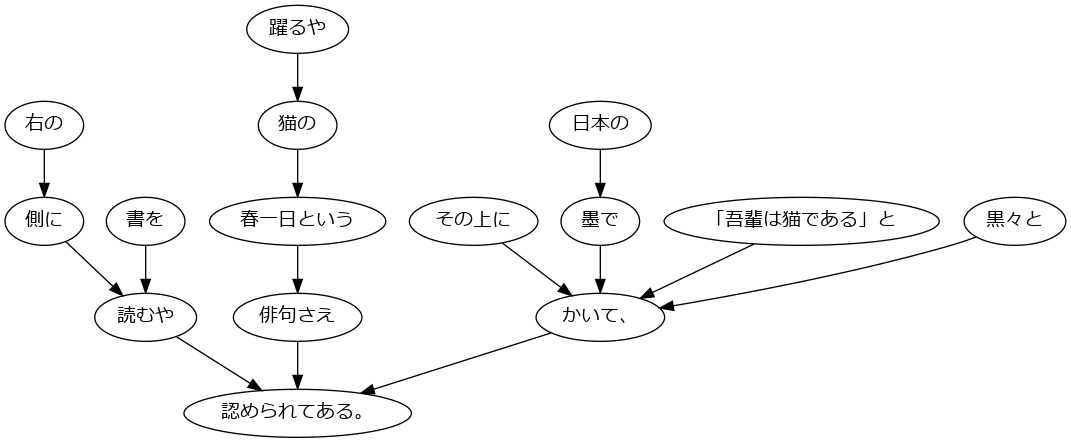 躍るや
右の
猫の
日本の
側に
書を
春一日という
その上に
墨で
「吾輩は猫である」と
黒々と
読むや
俳句さえ
かいて、
認められてある。